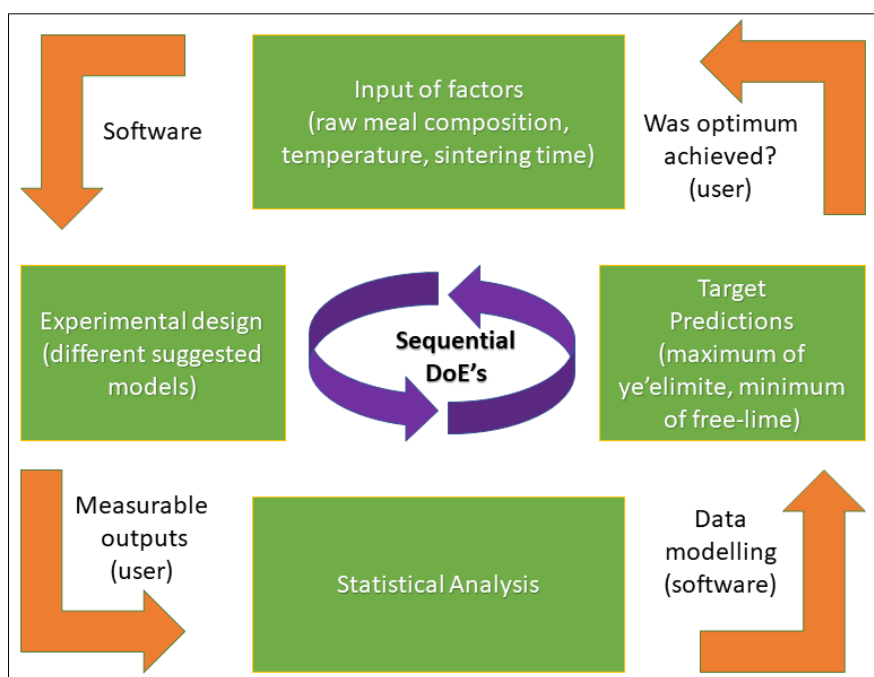 Input of factors
(raw meal composition,
temperature, sintering time)
Software
Was optimum
achieved?
(user)
Experimental design
(different suggested
models)
Sequential
DoE's
Target
Predictions
(maximum of
ye'elimite, minimum
of free-lime)
Measurable
outputs
(user)
Statistical Analysis
Data
modelling
(software)